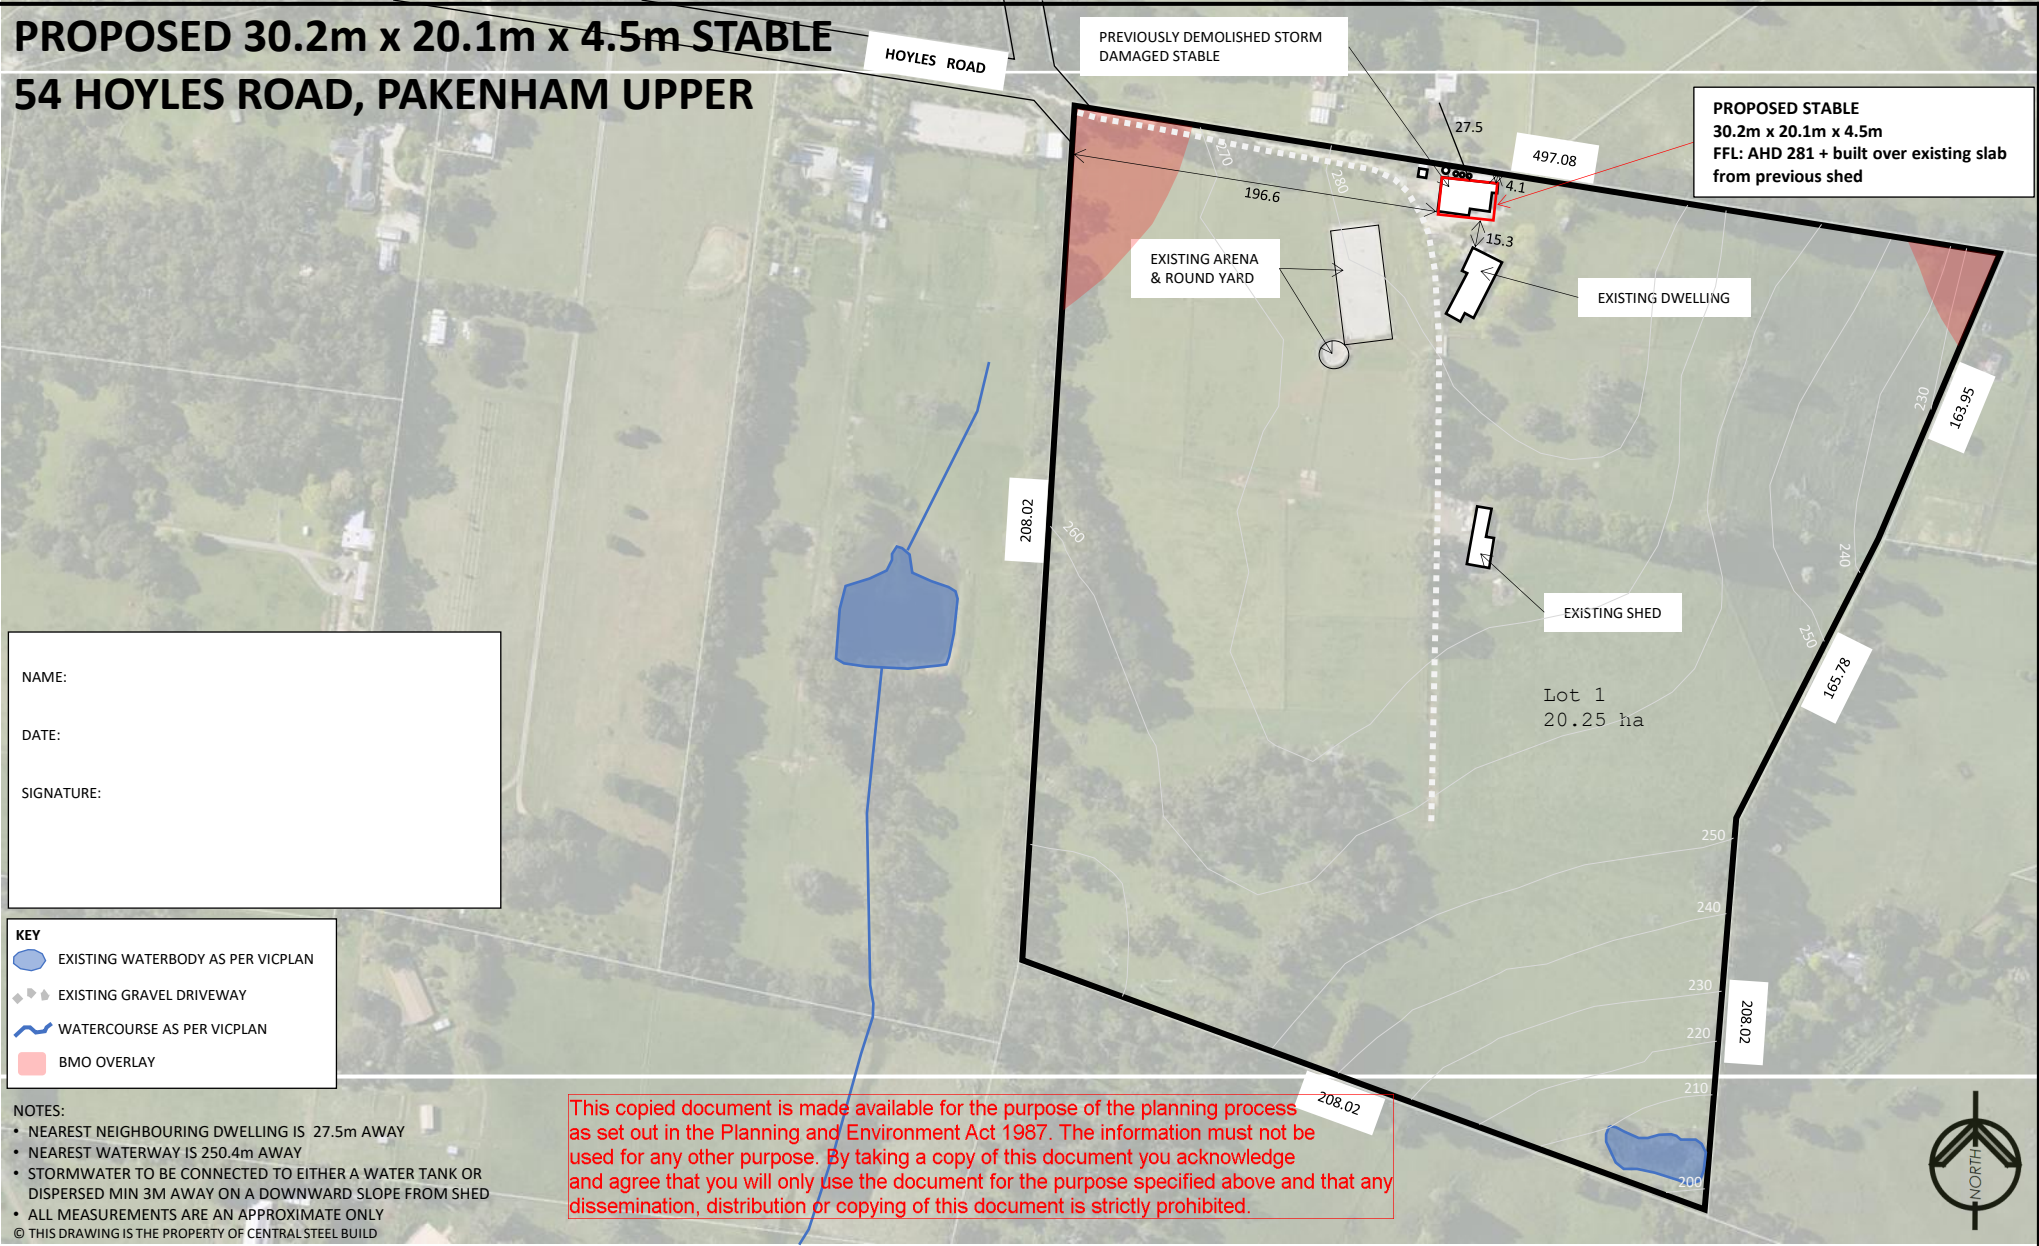 PROPOSED 30.2m x 20.1m x 4.5m STABLE
54 HOYLES ROAD, PAKENHAM UPPER
HOYLES ROAD
PREVIOUSLY DEMOLISHED STORM
DAMAGED STABLE
PROPOSED STABLE
30.2m x 20.1m x 4.5m
FFL: AHD 281 + built over existing slab
from previous shed
27.5
497.08
4.1
196.6
15.3
270
280
EXISTING ARENA
& ROUND YARD
EXISTING DWELLING
230
163.95
208.02
260
240
EXISTING SHED
250
165.78
Lot 1
20.25 ha
250
240
230
220
210
200
208.02
208.02
NAME:
DATE:
SIGNATURE:
KEY
EXISTING WATERBODY AS PER VICPLAN
EXISTING GRAVEL DRIVEWAY
WATERCOURSE AS PER VICPLAN
BMO OVERLAY
NOTES:
• NEAREST NEIGHBOURING DWELLING IS 27.5m AWAY
• NEAREST WATERWAY IS 250.4m AWAY
• STORMWATER TO BE CONNECTED TO EITHER A WATER TANK OR
DISPERSED MIN 3M AWAY ON A DOWNWARD SLOPE FROM SHED
• ALL MEASUREMENTS ARE AN APPROXIMATE ONLY
© THIS DRAWING IS THE PROPERTY OF CENTRAL STEEL BUILD
This copied document is made available for the purpose of the planning process
as set out in the Planning and Environment Act 1987. The information must not be
used for any other purpose. By taking a copy of this document you acknowledge
and agree that you will only use the document for the purpose specified above and that any
dissemination, distribution or copying of this document is strictly prohibited.
NORTH